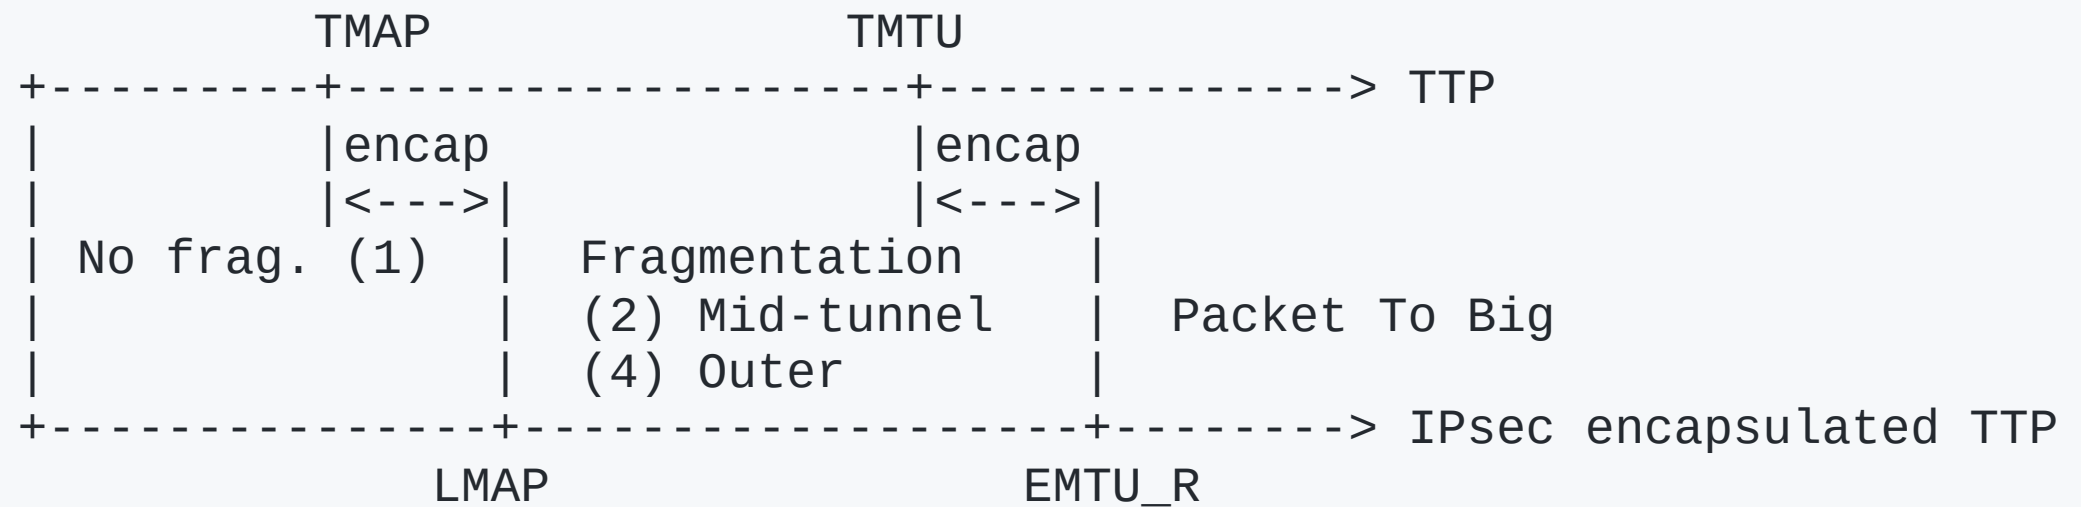 TMAP              TMTU
+---------+-------------------+--------------> TTP
|         |encap              |encap
|         |<--->|             |<--->|
| No frag. (1)  |  Fragmentation    |
|               |  (2) Mid-tunnel   |  Packet To Big
|               |  (4) Outer        |
+---------------+-------------------+--------> IPsec encapsulated TTP
              LMAP                EMTU_R